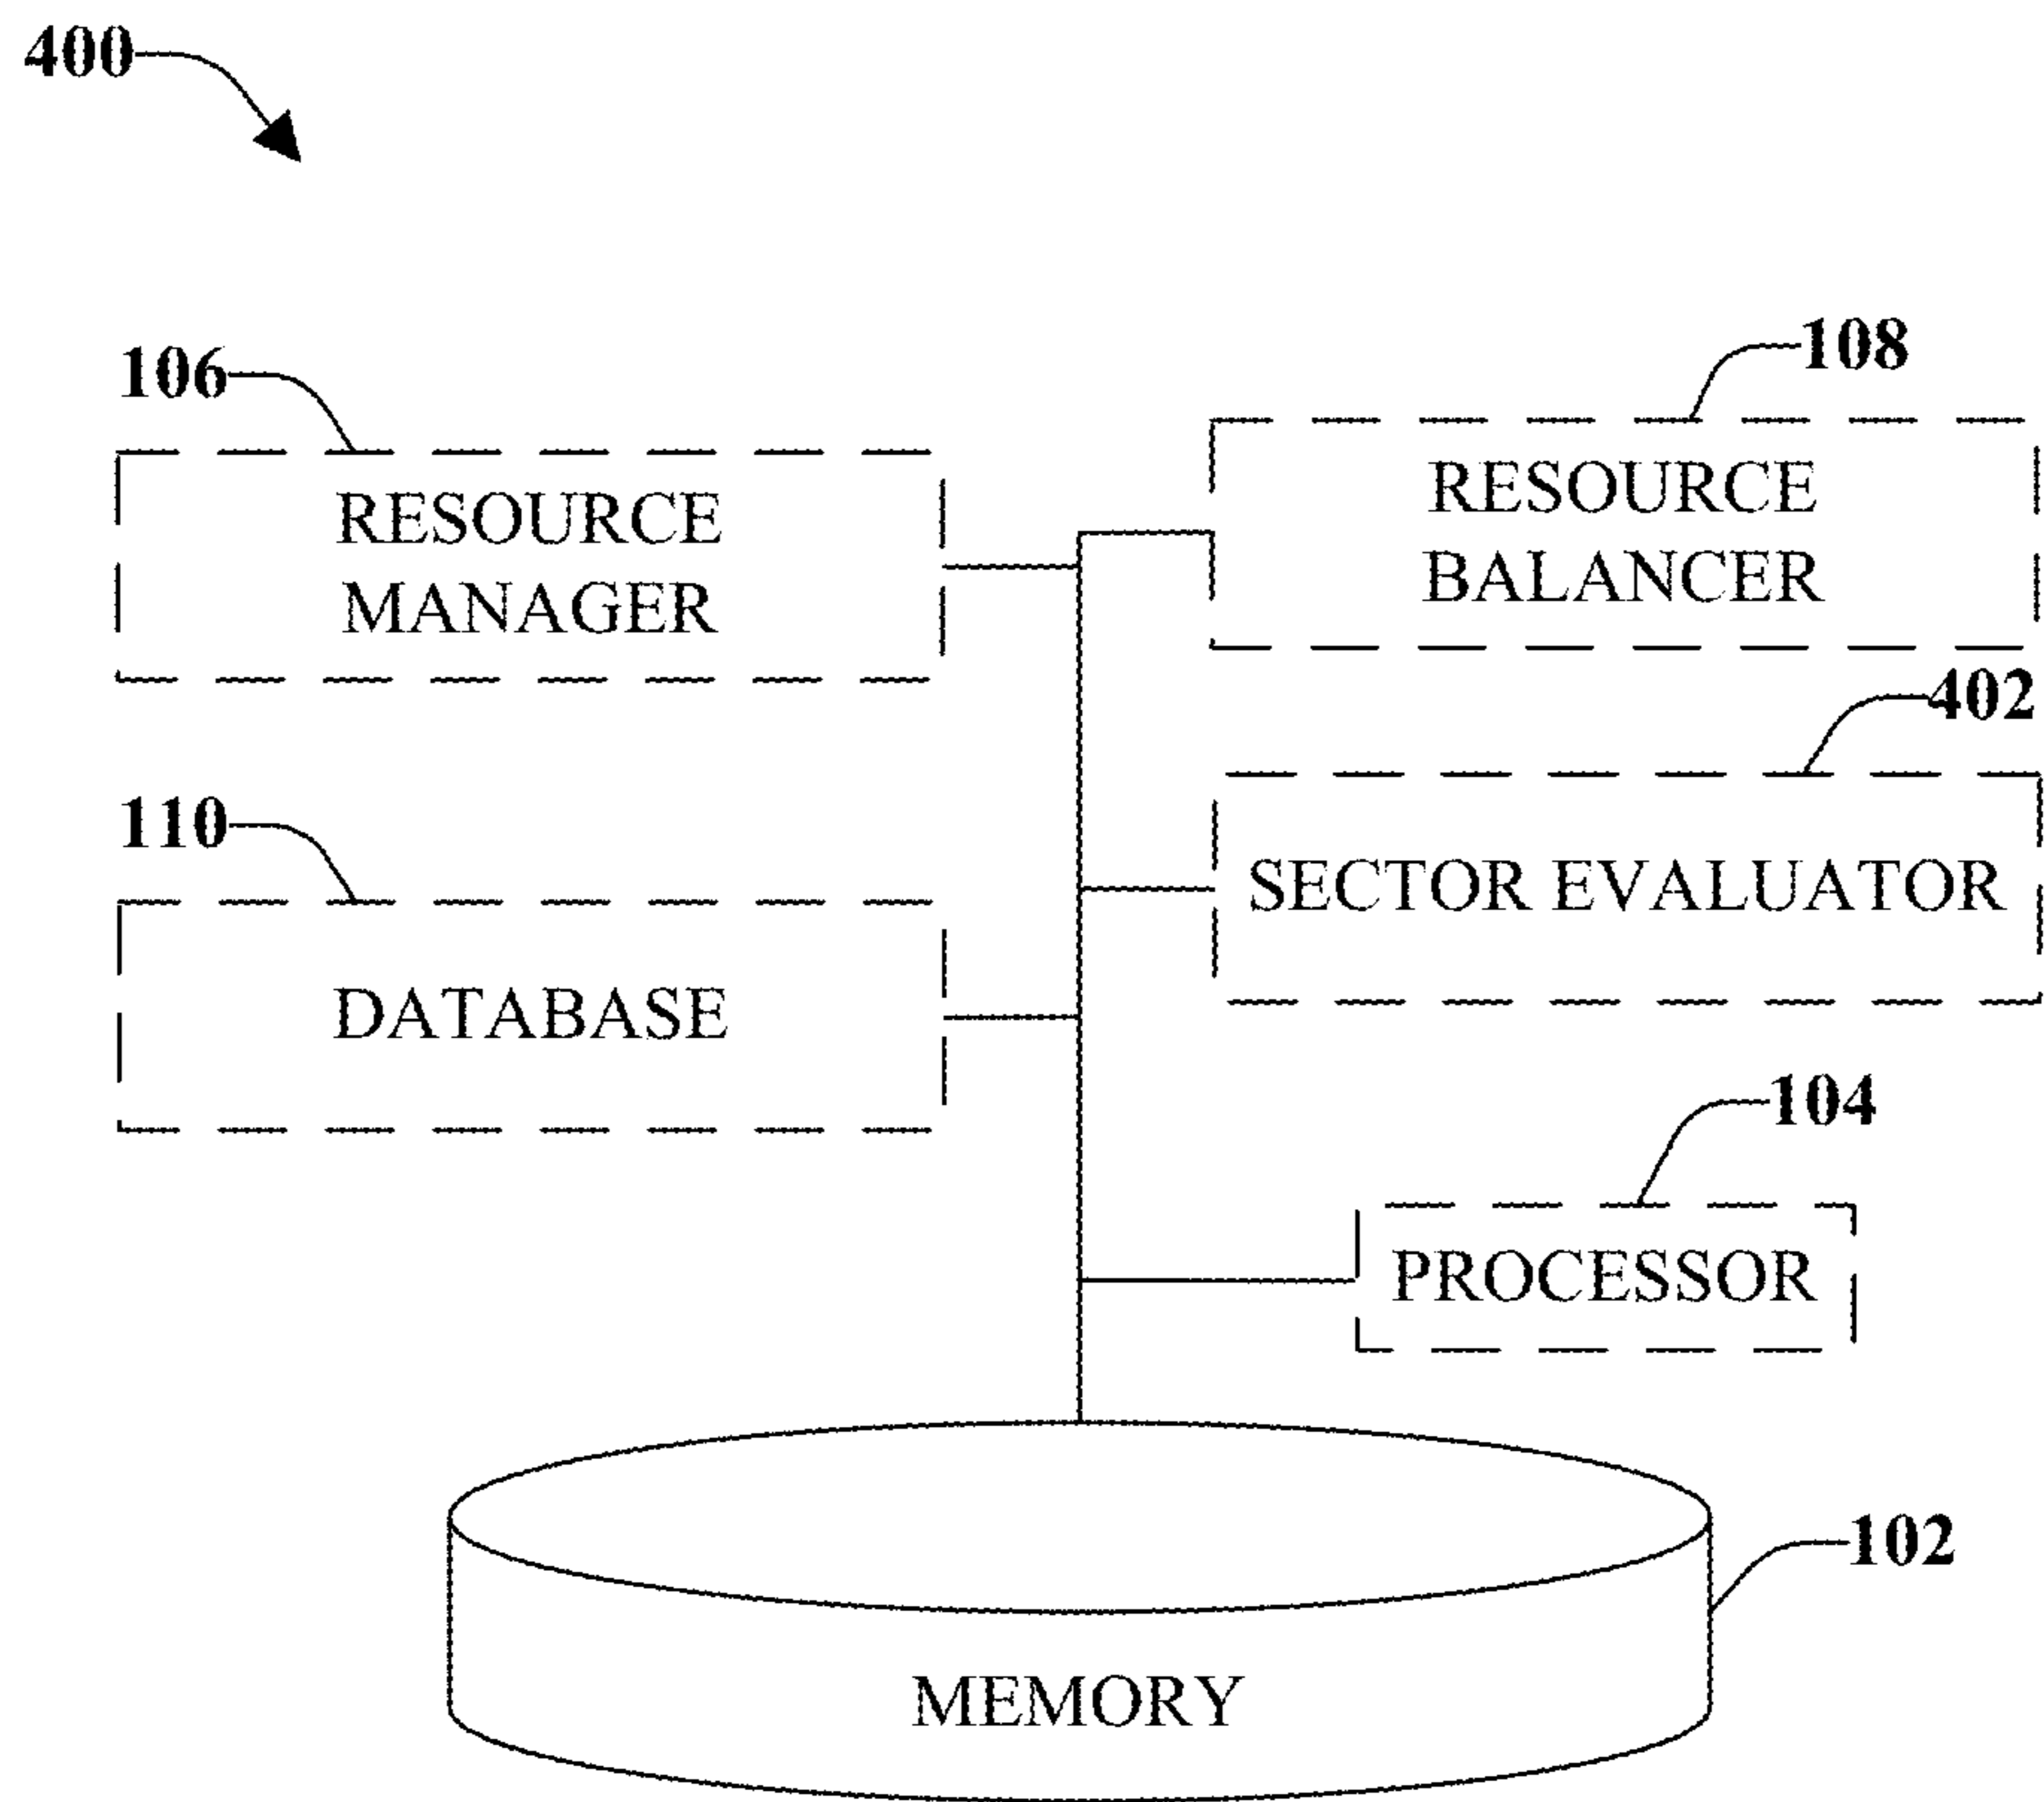 400
106
108
RESOURCE
MANAGER
RESOURCE
BALANCER
402
110
SECTOR EVALUATOR
DATABASE
104
PROCESSOR
102
MEMORY